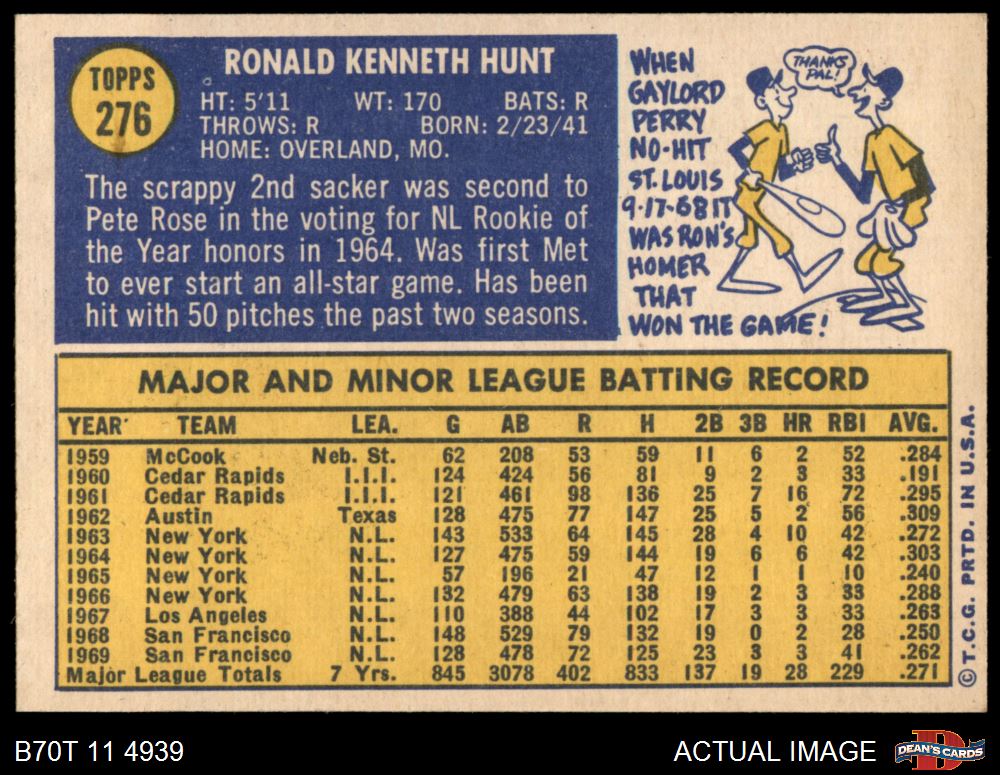 TOPPS
276
RONALD KENNETH HUNT
HT: 5'11 WT: 170 BATS: R
THROWS: R BORN: 2/23/41
HOME: OVERLAND, MO.
The scrappy 2nd sacker was second to
Pete Rose in the voting for NL Rookie of
the Year honors in 1964. Was first Met
to ever start an all-star game. Has been
hit with 50 pitches the past two seasons.
WHEN
GAYLORD
PERRY
NO-HIT
ST. LOUIS
9-17-68 IT
WAS RON'S
HOMER
THAT
WON THE GAME!
THANKS
PAL!
MAJOR AND MINOR LEAGUE BATTING RECORD
YEAR TEAM LEA. G AB R H 2B 3B HR RBI AVG.
1959 McCook Neb. St. 62 208 53 59 11 6 2 52 .284
1960 Cedar Rapids I.I.I. 124 424 56 81 9 2 3 33 .191
1961 Cedar Rapids I.I.I. 121 461 98 136 25 7 16 72 .295
1962 Austin Texas 128 475 77 147 25 5 2 56 .309
1963 New York N.L. 143 533 64 145 28 4 10 42 .272
1964 New York N.L. 127 475 59 144 19 6 6 42 .303
1965 New York N.L. 57 196 21 47 12 1 1 10 .240
1966 New York N.L. 132 479 63 138 19 2 3 33 .288
1967 Los Angeles N.L. 110 388 44 102 17 3 3 33 .263
1968 San Francisco N.L. 148 529 79 132 19 0 2 28 .250
1969 San Francisco N.L. 128 478 72 125 23 3 3 41 .262
Major League Totals 7 Yrs. 845 3078 402 833 137 19 28 229 .271
© T.C.G. PRTD. IN U.S.A.
B70T 11 4939
ACTUAL IMAGE
DEAN'S CARDS